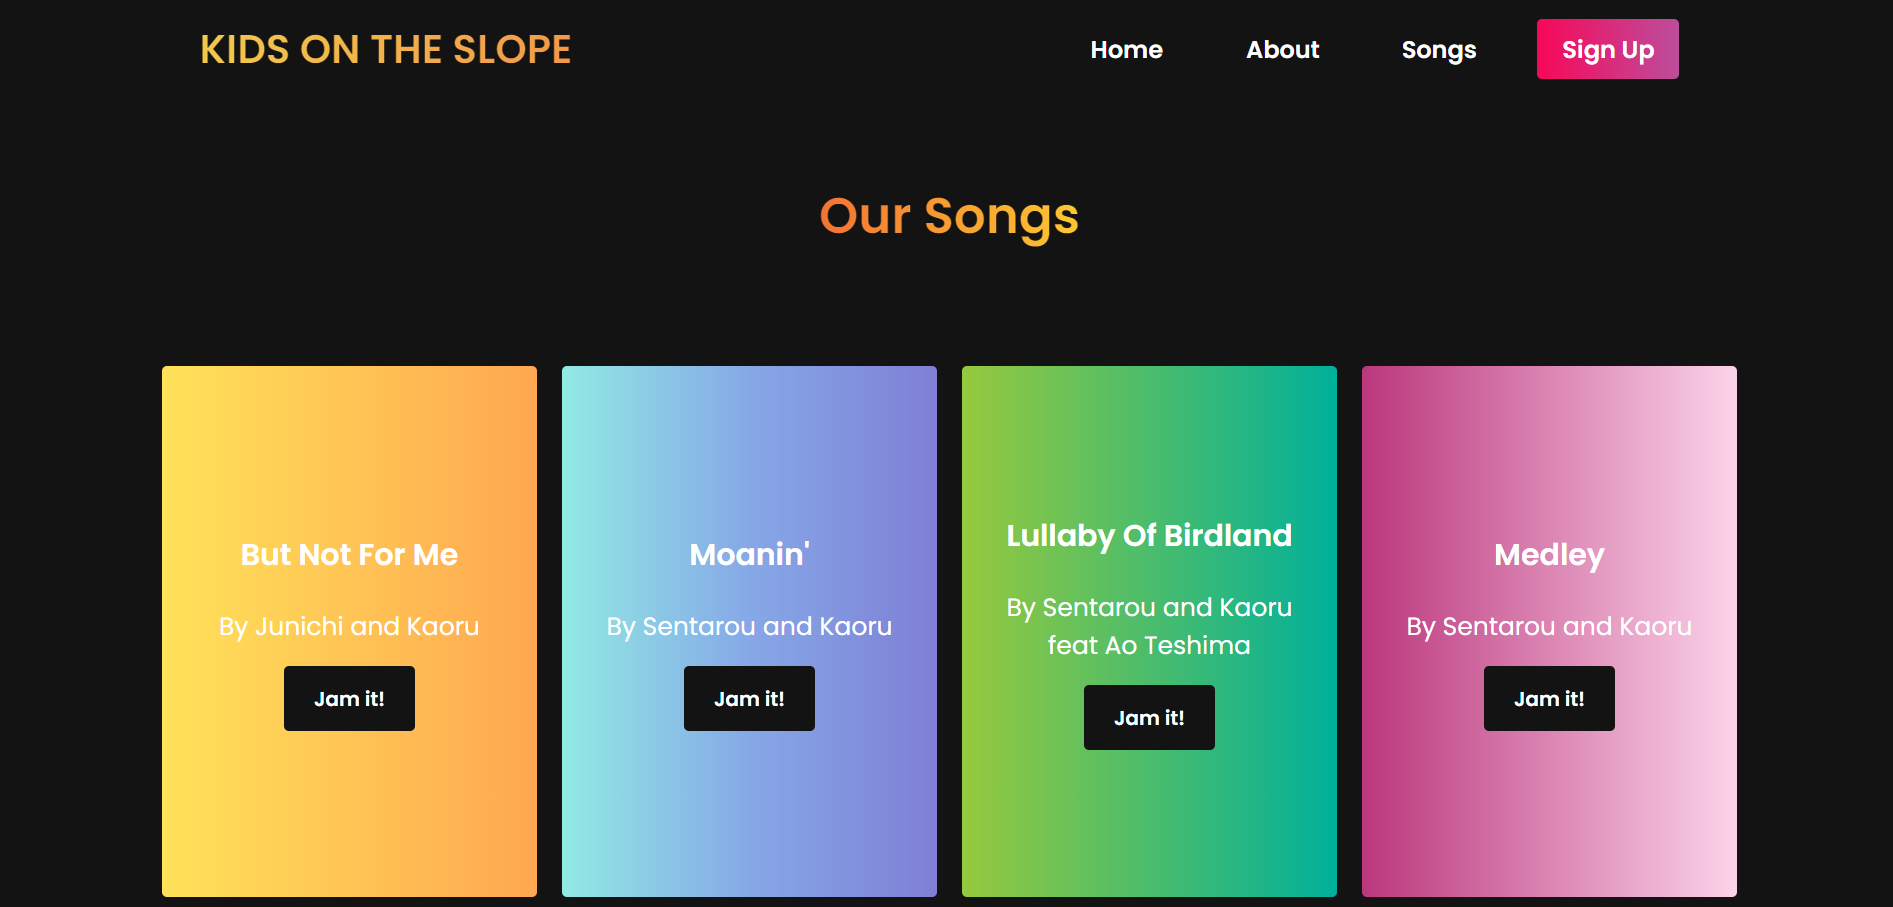 KIDS ON THE SLOPE
Home
About
Songs
Sign Up
Our Songs
But Not For Me
By Junichi and Kaoru
Jam it!
Moanin'
By Sentarou and Kaoru
Jam it!
Lullaby Of Birdland
By Sentarou and Kaoru
feat Ao Teshima
Jam it!
Medley
By Sentarou and Kaoru
Jam it!